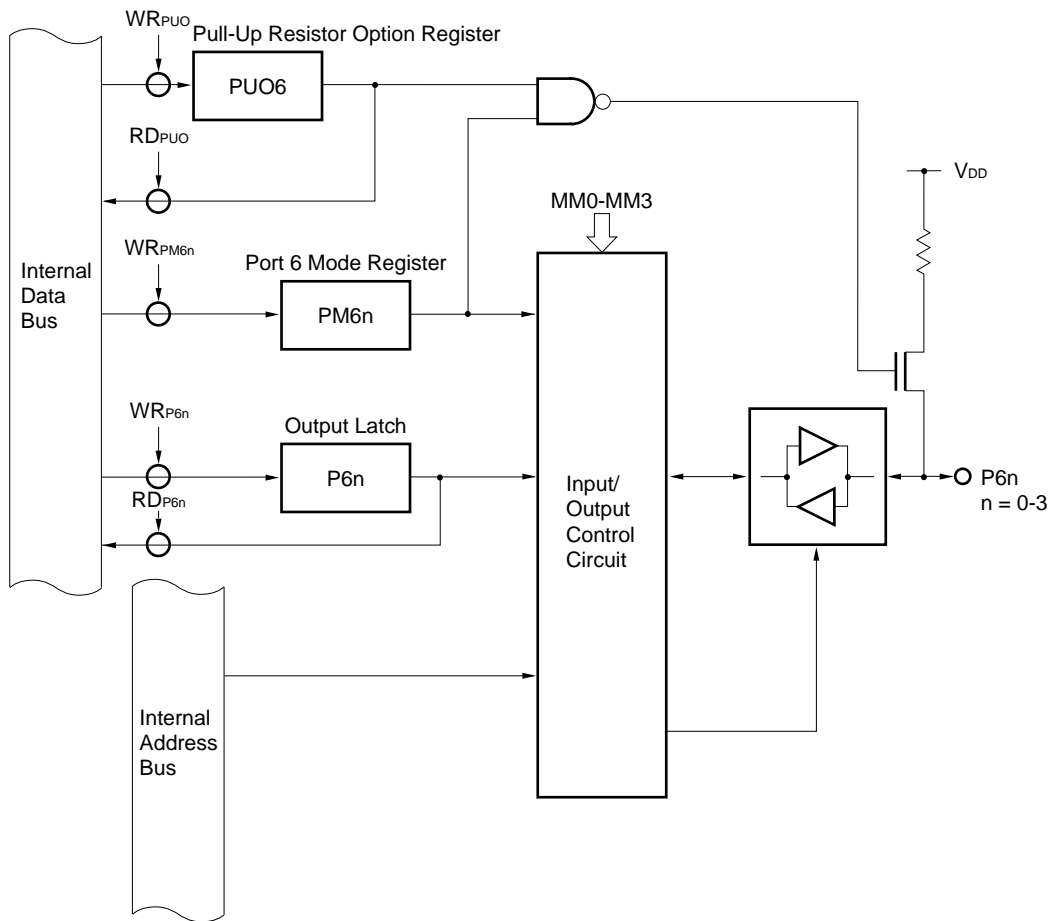 WRPUO
Pull-Up Resistor Option Register
PUO6
RDPUO
VDD
MM0-MM3
WRPM6n
Port 6 Mode Register
Internal
Data
Bus
PM6n
WRP6n
Output Latch
P6n
RDP6n
Input/
Output
Control
Circuit
P6n
n = 0-3
Internal
Address
Bus